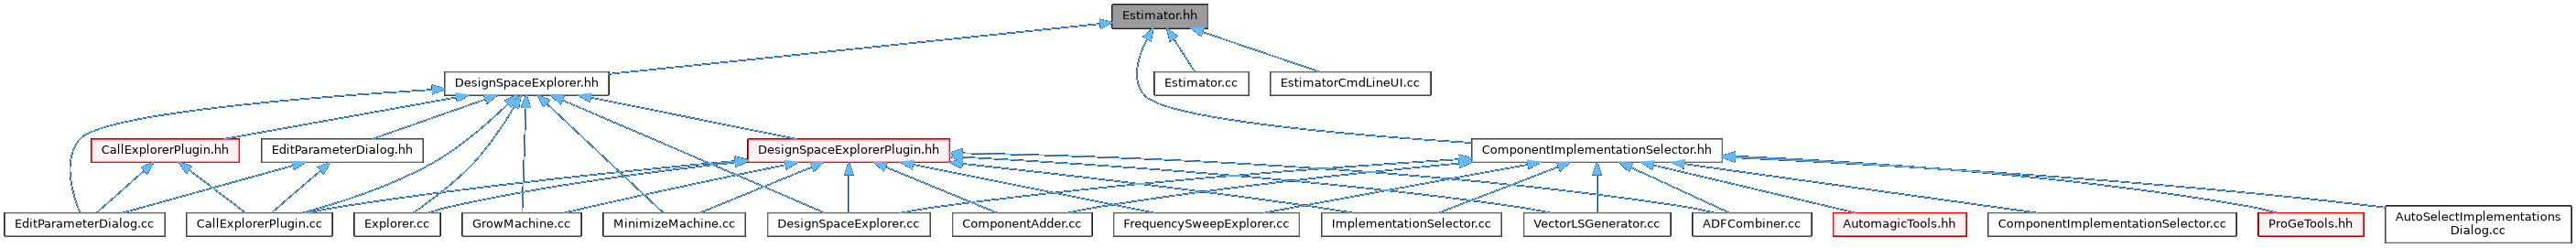 Estimator.hh
DesignSpaceExplorer.hh
Estimator.cc
EstimatorCmdLineUI.cc
CallExplorerPlugin.hh
EditParameterDialog.hh
DesignSpaceExplorerPlugin.hh
ComponentImplementationSelector.hh
EditParameterDialog.cc
CallExplorerPlugin.cc
Explorer.cc
GrowMachine.cc
MinimizeMachine.cc
DesignSpaceExplorer.cc
ComponentAdder.cc
FrequencySweepExplorer.cc
ImplementationSelector.cc
VectorLSGenerator.cc
ADFCombiner.cc
AutomagicTools.hh
ComponentImplementationSelector.cc
ProGeTools.hh
AutoSelectImplementations
Dialog.cc